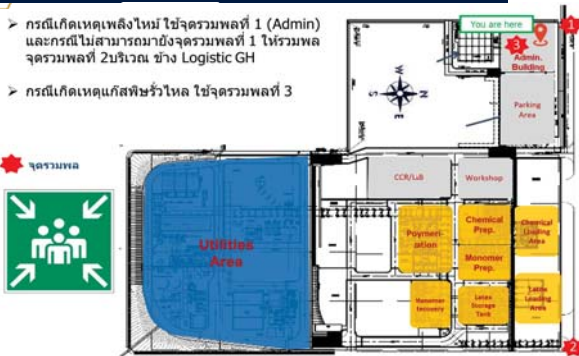 ➢ กรณีเกิดเหตุเพลิงไหม้ ใช้จุดรวมพลที่ 1 (Admin)
และกรณีไม่สามารถมายังจุดรวมพลที่ 1 ให้รวมพล
จุดรวมพลที่ 2บริเวณ ข้าง Logistic GH
➢ กรณีเกิดเหตุแก๊สพิษรั่วไหล ใช้จุดรวมพลที่ 3
จุดรวมพล
You are here
1
3
Admin.
Building
W
N
S
E
Parking
Area
CCR/LaB
Workshop
Utilities
Area
Poymeri-
ation
Chemical
Prep.
Chemical
Loading
Area
Monomer
Prep.
Monomer
Recovery
Latex
Storage
Tank
Latex
Loading
Area
2